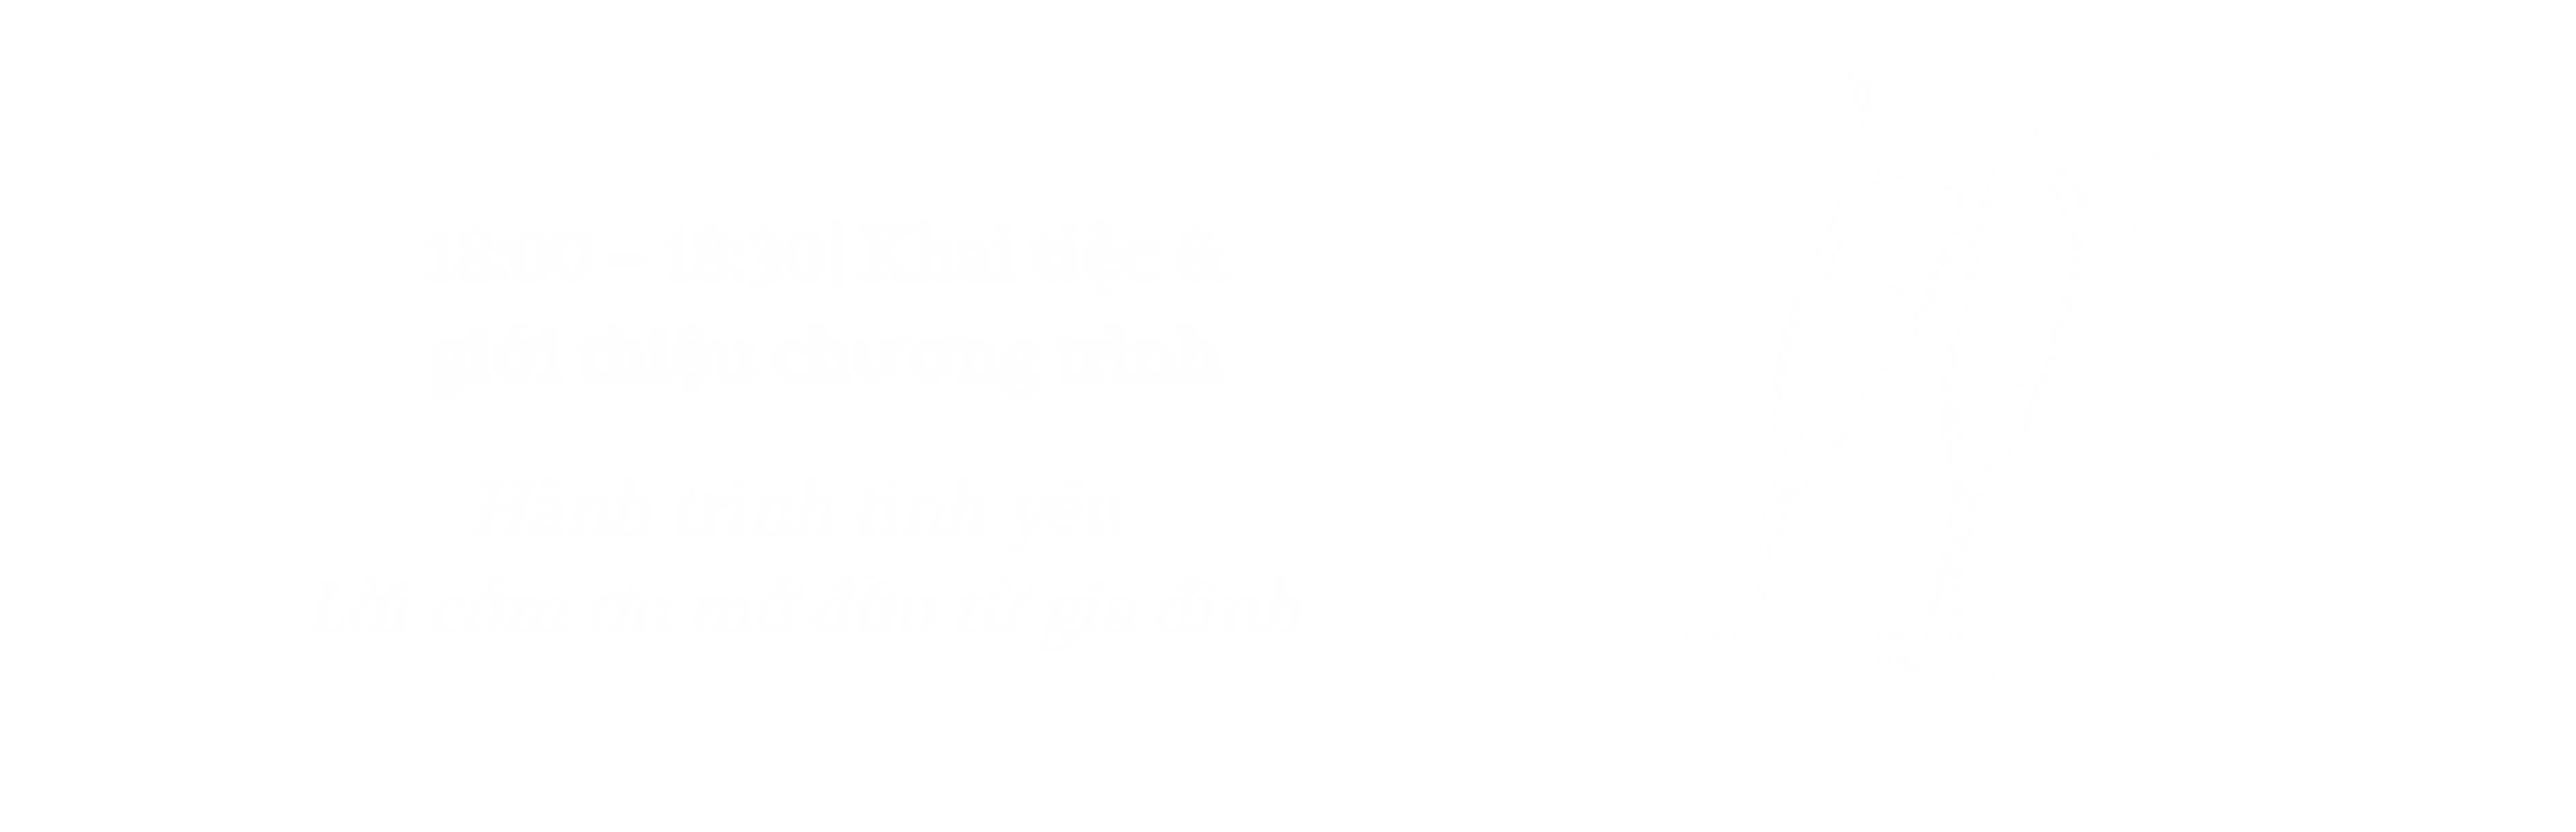 18:00 – 18:30| Khai tiệc &
giới thiệu chương trình
Hành trình tình yêu
Lời cảm ơn mở đầu từ gia đình